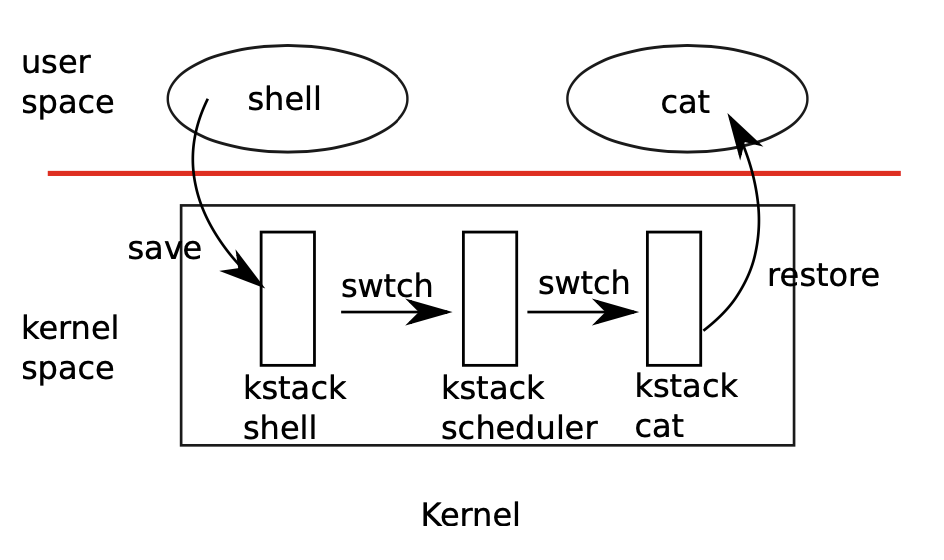 user
space
shell
cat
save
swtch
swtch
restore
kernel
space
kstack
shell
kstack
scheduler
kstack
cat
Kernel